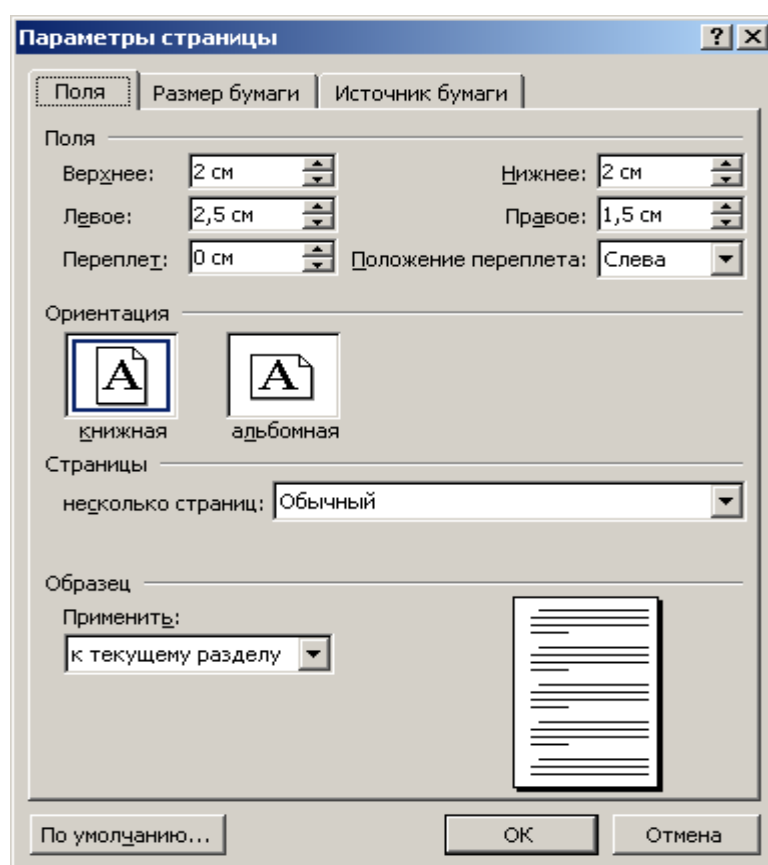 Параметры страницы
Поля Размер бумаги Источник бумаги
Поля
Верхнее: 2 см Нижнее: 2 см
Левое: 2,5 см Правое: 1,5 см
Переплет: 0 см Положение переплета: Слева
Ориентация
A A
книжная альбомная
Страницы
несколько страниц: Обычный
Образец
Применить:
к текущему разделу
По умолчанию... ОК Отмена